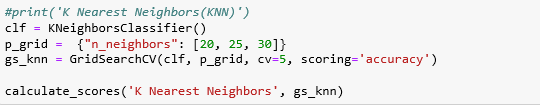 #print('K Nearest Neighbors(KNN)')
clf = KNeighborsClassifier()
p_grid =  {"n_neighbors": [20, 25, 30]}
gs_knn = GridSearchCV(clf, p_grid, cv=5, scoring='accuracy')
calculate_scores('K Nearest Neighbors', gs_knn)